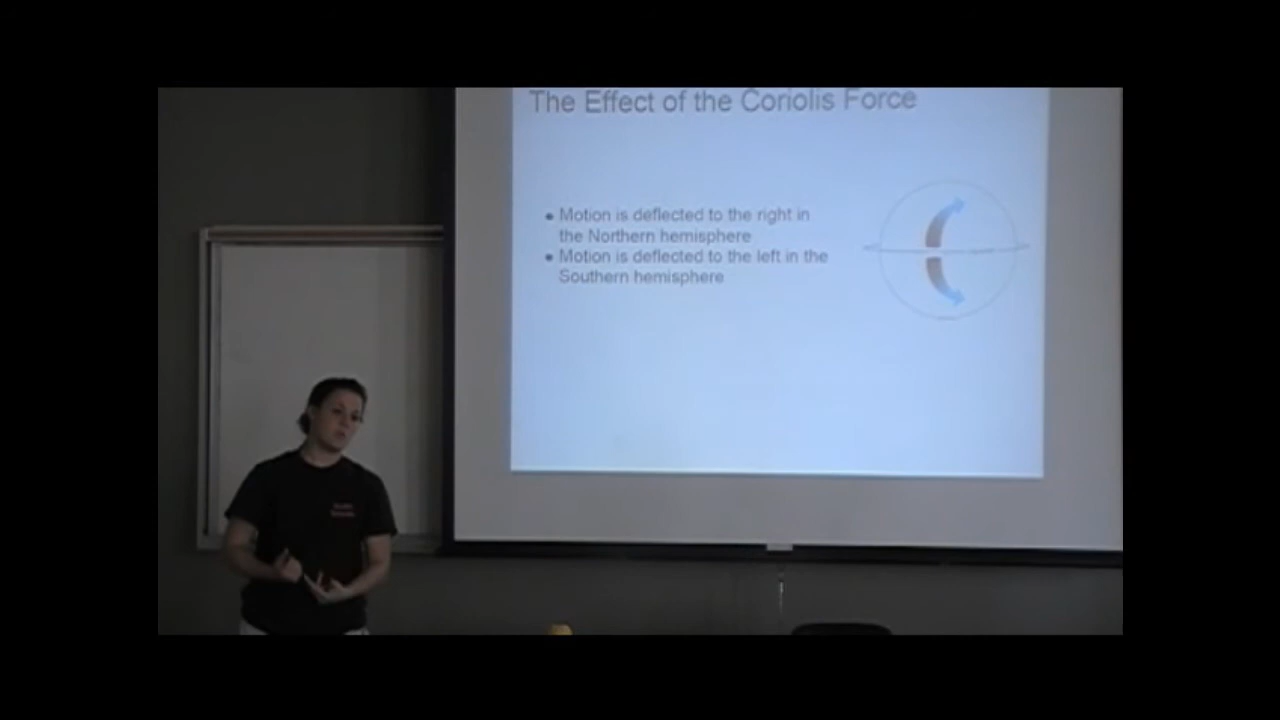 The Effect of the Coriolis Force
• Motion is deflected to the right in
the Northern hemisphere
• Motion is deflected to the left in the
Southern hemisphere